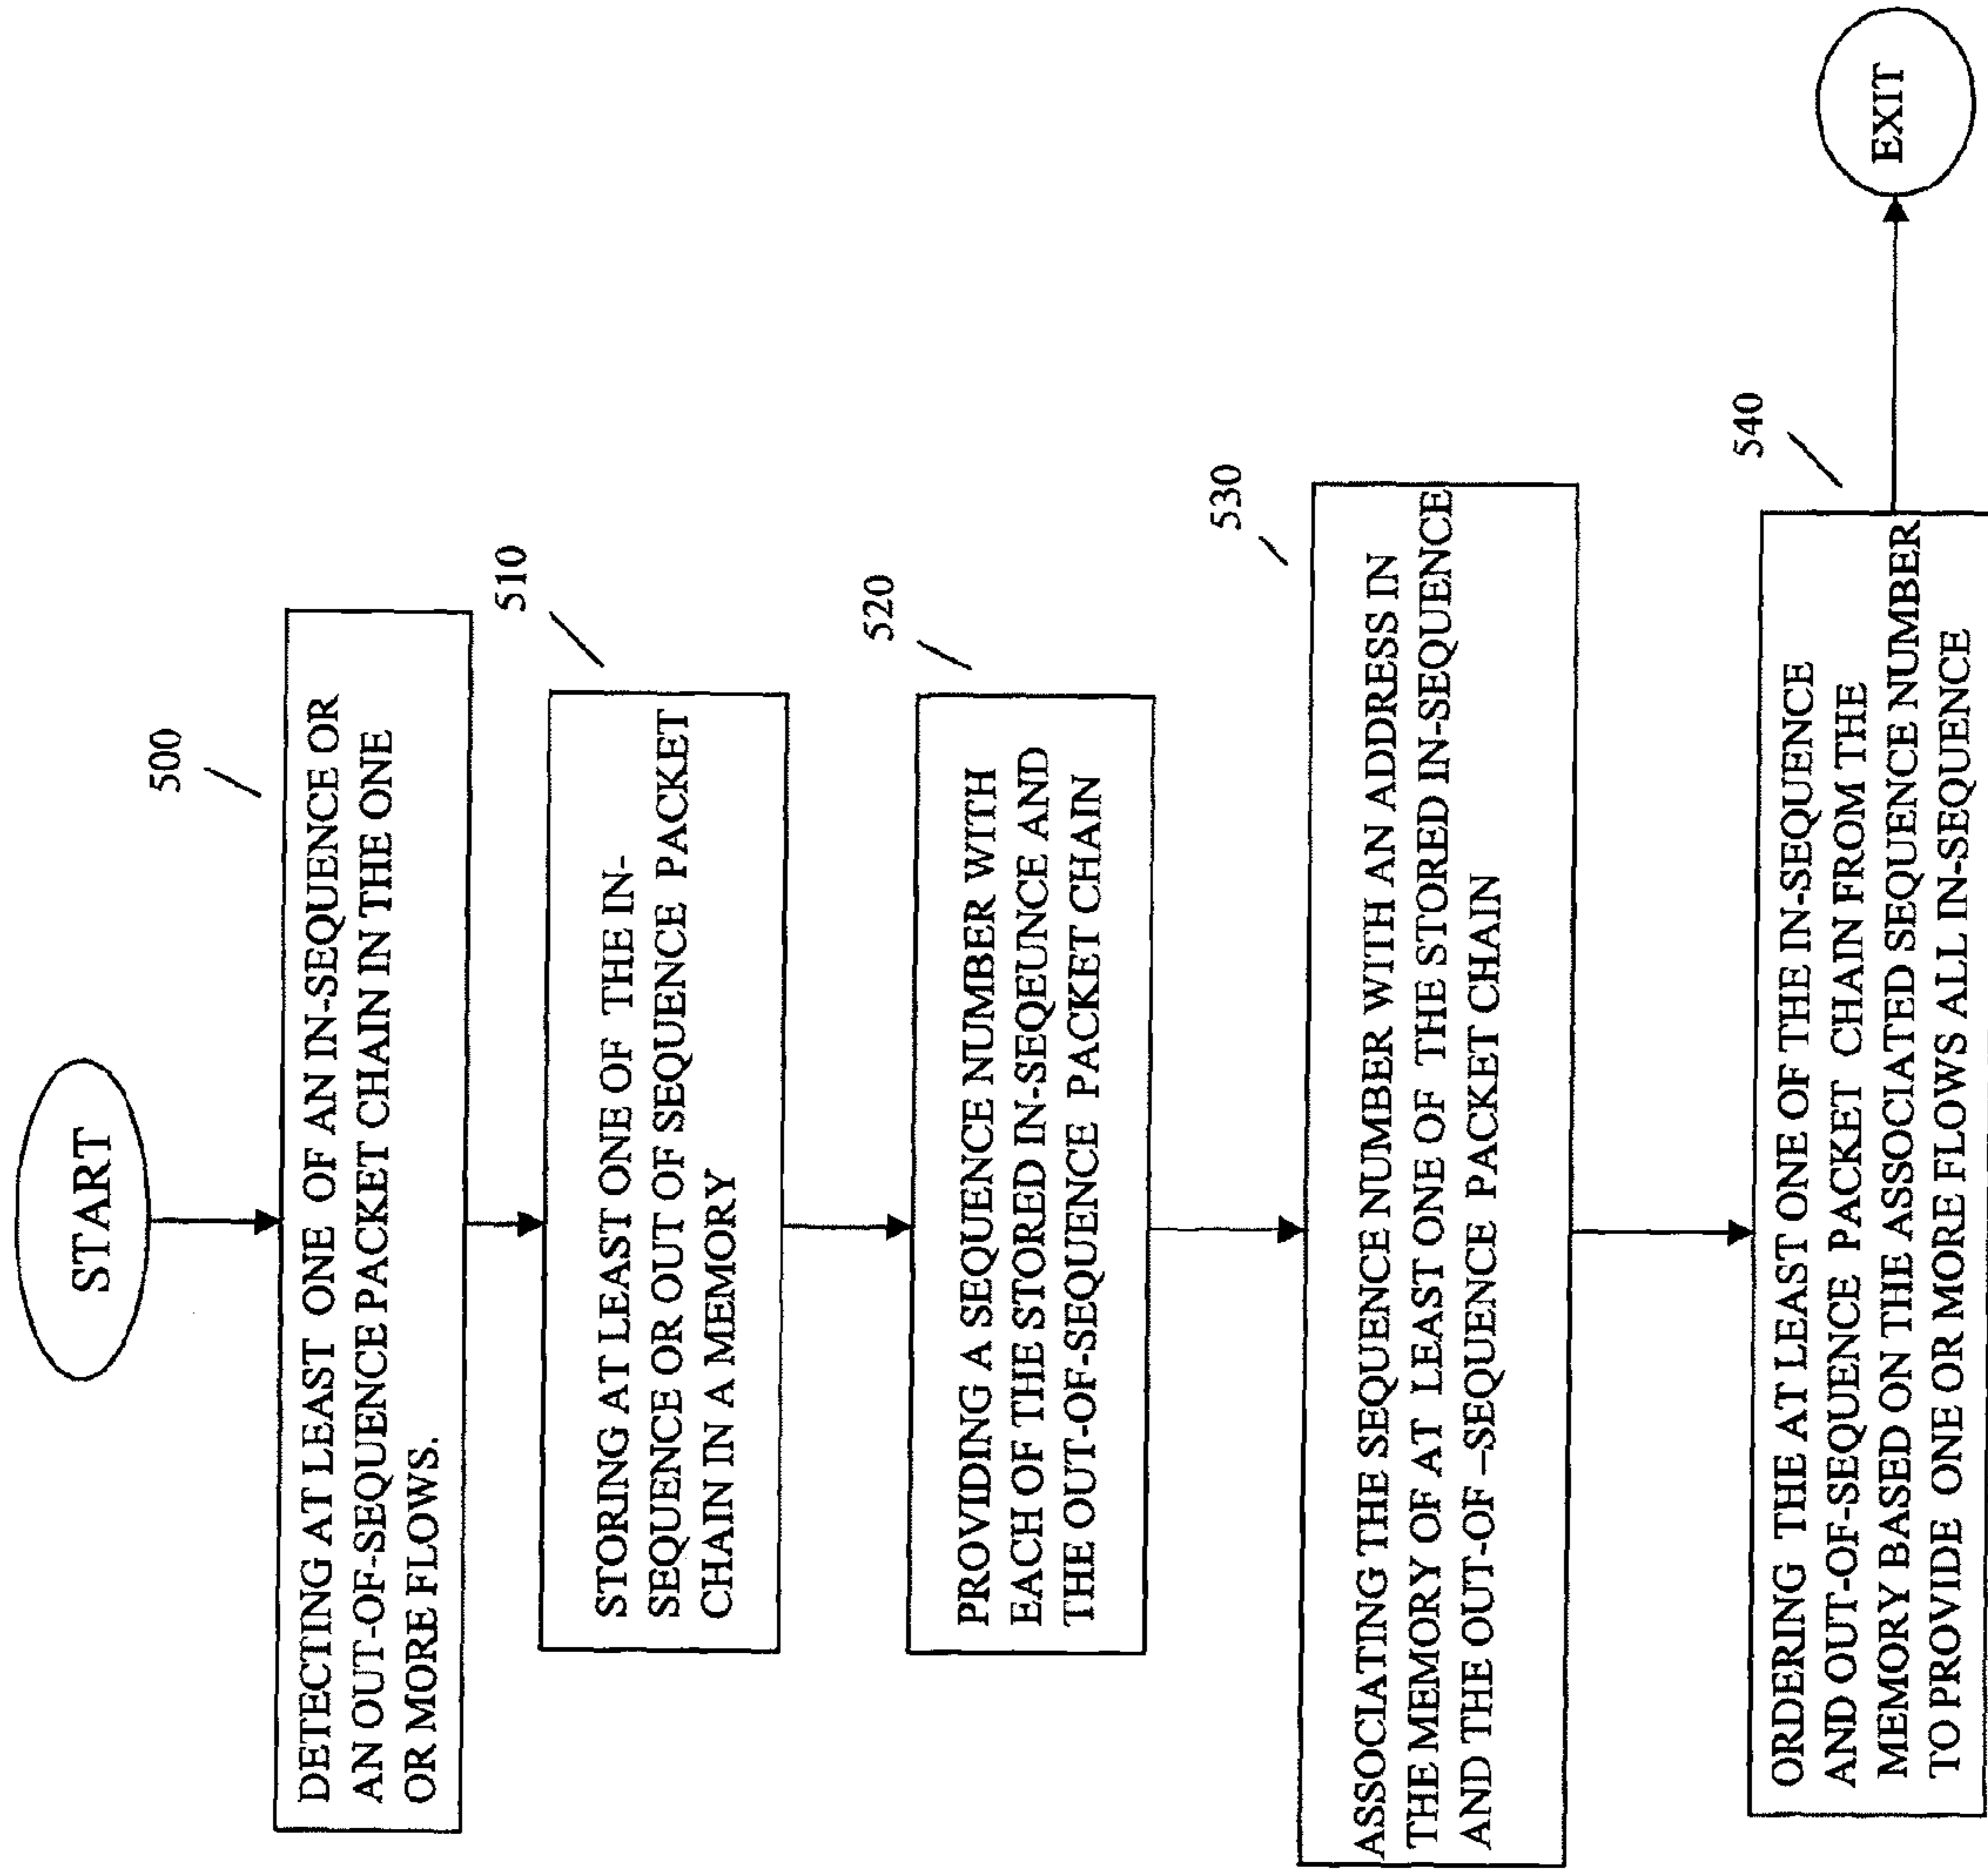 START
500
DETECTING AT LEAST ONE OF AN IN-SEQUENCE OR
AN OUT-OF-SEQUENCE PACKET CHAIN IN THE ONE
OR MORE FLOWS.
510
STORING AT LEAST ONE OF THE IN-
SEQUENCE OR OUT OF SEQUENCE PACKET
CHAIN IN A MEMORY
520
PROVIDING A SEQUENCE NUMBER WITH
EACH OF THE STORED IN-SEQEUNCE AND
THE OUT-OF-SEQUENCE PACKET CHAIN
530
ASSOCIATING THE SEQUENCE NUMBER WITH AN ADDRESS IN
THE MEMORY OF AT LEAST ONE OF THE STORED IN-SEQUENCE
AND THE OUT-OF –SEQUENCE PACKET CHAIN
540
ORDERING THE AT LEAST ONE OF THE IN-SEQUENCE
AND OUT-OF-SEQUENCE PACKET CHAIN FROM THE
MEMORY BASED ON THE ASSOCIATED SEQUENCE NUMBER
TO PROVIDE ONE OR MORE FLOWS ALL IN-SEQUENCE
EXIT